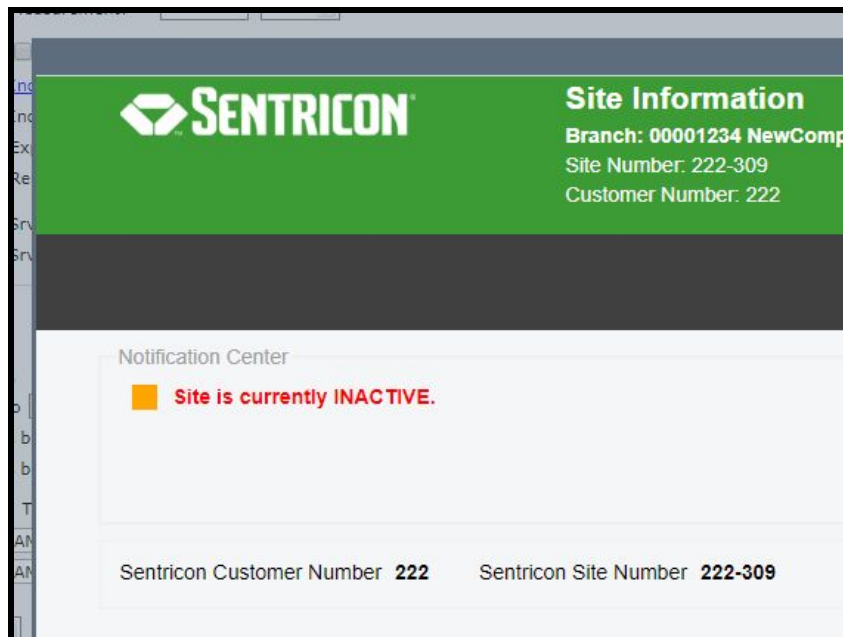 SENTRICON
Site Information
Branch: 00001234 NewComp
Site Number: 222-309
Customer Number: 222
Notification Center
Site is currently INACTIVE.
Sentricon Customer Number 222 Sentricon Site Number 222-309